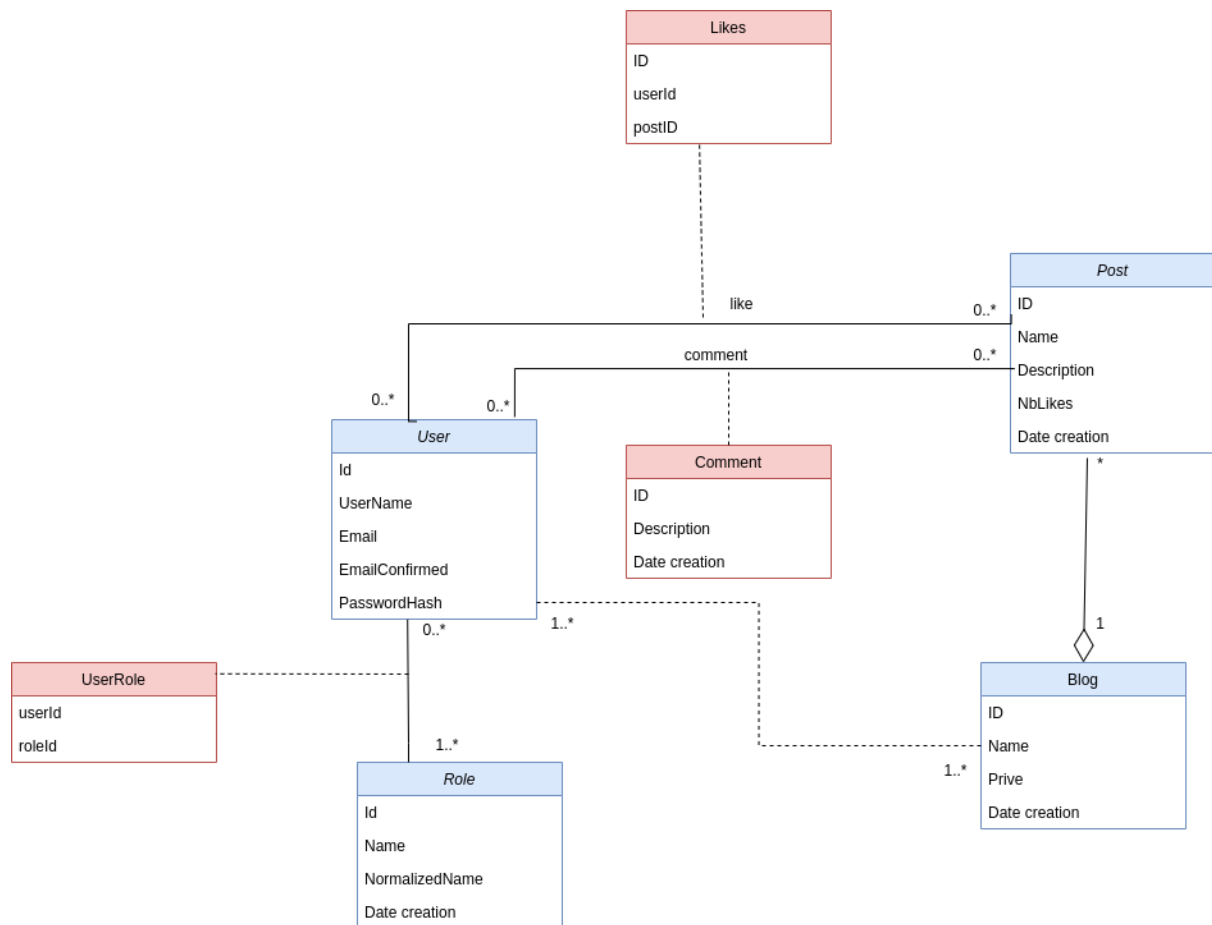 Likes
ID
userId
postID
Post
ID
Name
Description
NbLikes
Date creation
like
0..*
comment
0..*
0..*
0..*
User
Id
UserName
Email
EmailConfirmed
PasswordHash
Comment
ID
Description
Date creation
*
1
0..*
1..*
UserRole
userId
roleId
1..*
Role
Id
Name
NormalizedName
Date creation
1..*
Blog
ID
Name
Prive
Date creation